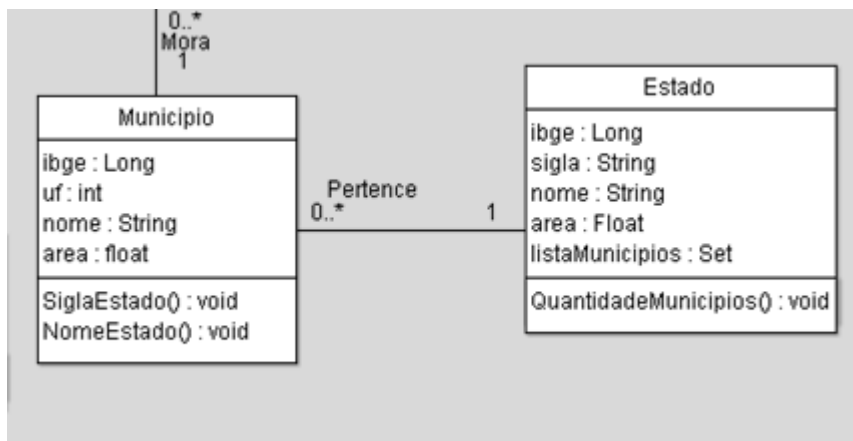 0..*
Mora
1
Municipio
ibge : Long
uf : int
nome : String
area : float
SiglaEstado() : void
NomeEstado() : void
Pertence
0..*
1
Estado
ibge : Long
sigla : String
nome : String
area : Float
listaMunicipios : Set
QuantidadeMunicipios() : void